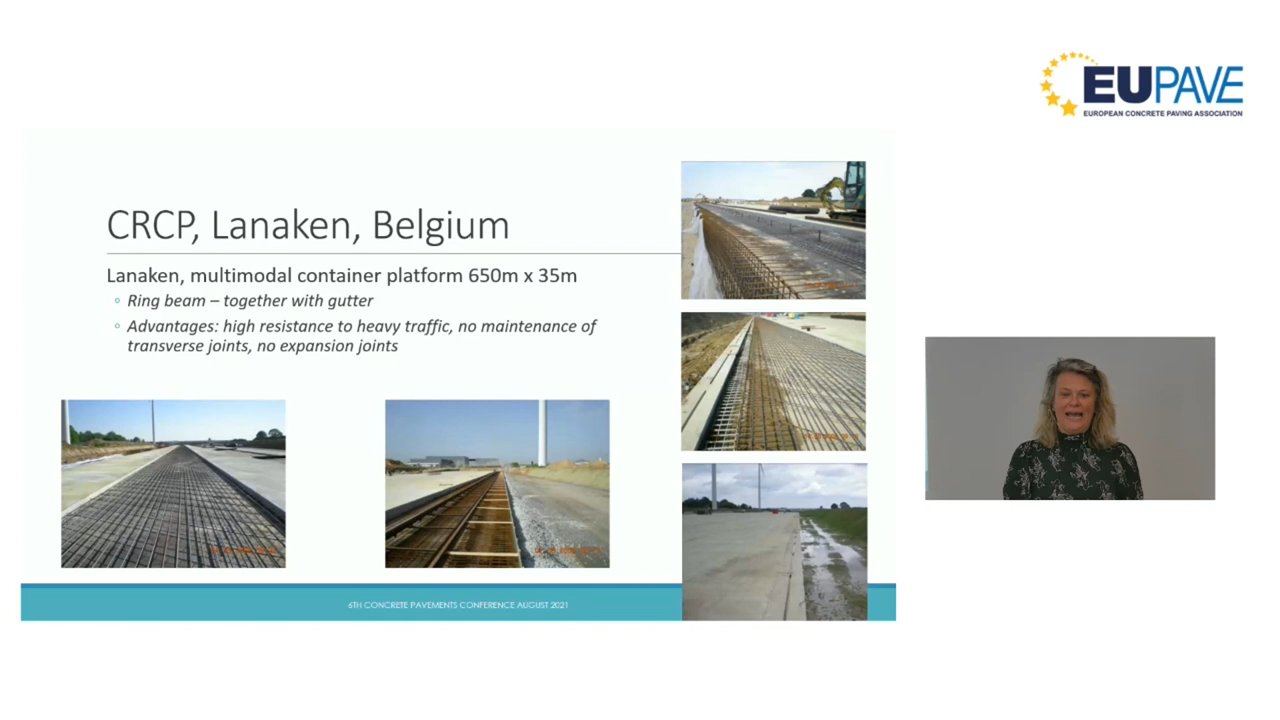 EUPAVE
EUROPEAN CONCRETE PAVING ASSOCIATION
CRCP, Lanaken, Belgium
Lanaken, multimodal container platform 650m x 35m
◦ Ring beam – together with gutter
◦ Advantages: high resistance to heavy traffic, no maintenance of
transverse joints, no expansion joints
6TH CONCRETE PAVEMENTS CONFERENCE AUGUST 2021